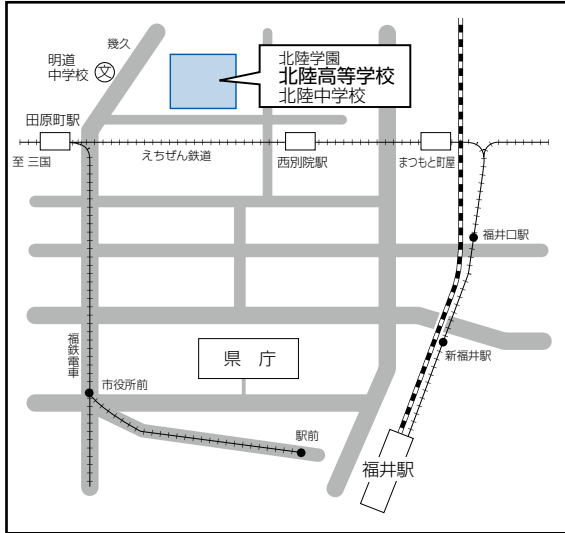 幾久
明道
中学校
文
北陸学園
北陸高等学校
北陸中学校
田原町駅
至 三国
えちぜん鉄道
西別院駅
まつもと町屋
福井口駅
福鉄電車
県 庁
新福井駅
市役所前
駅前
福井駅